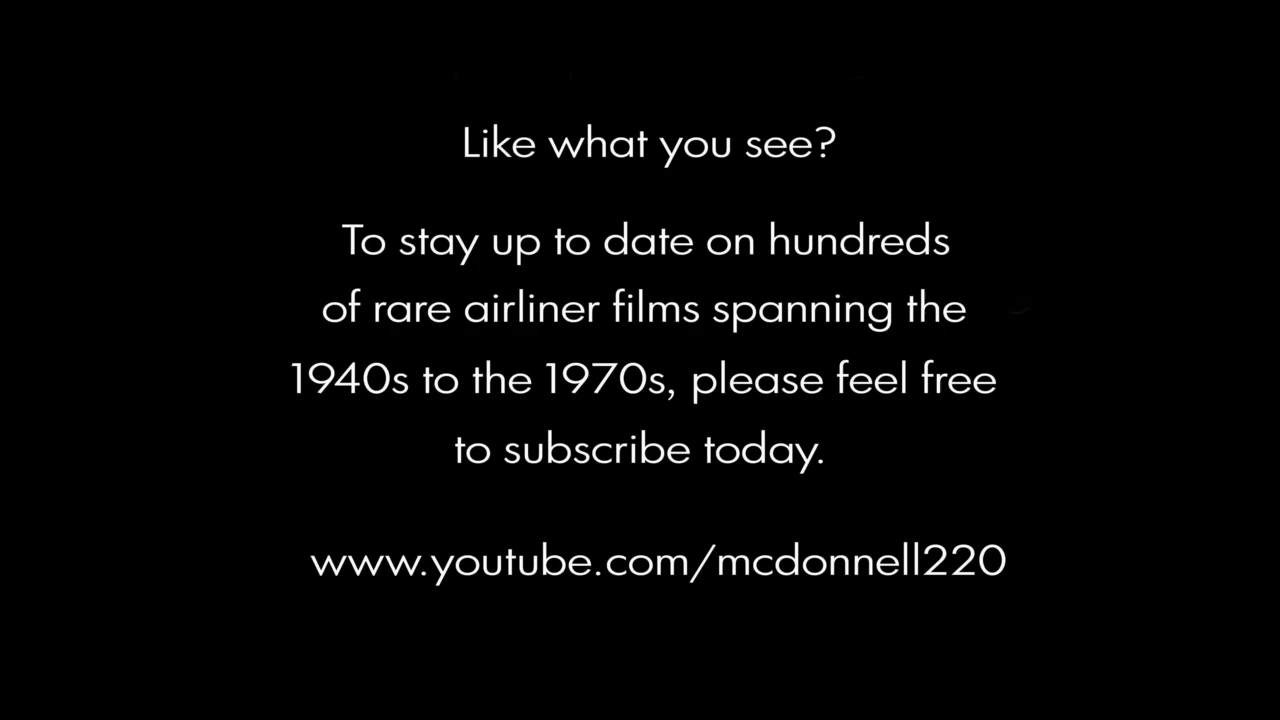 Like what you see?
To stay up to date on hundreds
of rare airliner films spanning the
1940s to the 1970s, please feel free
to subscribe today.
www.youtube.com/mcdonnell220